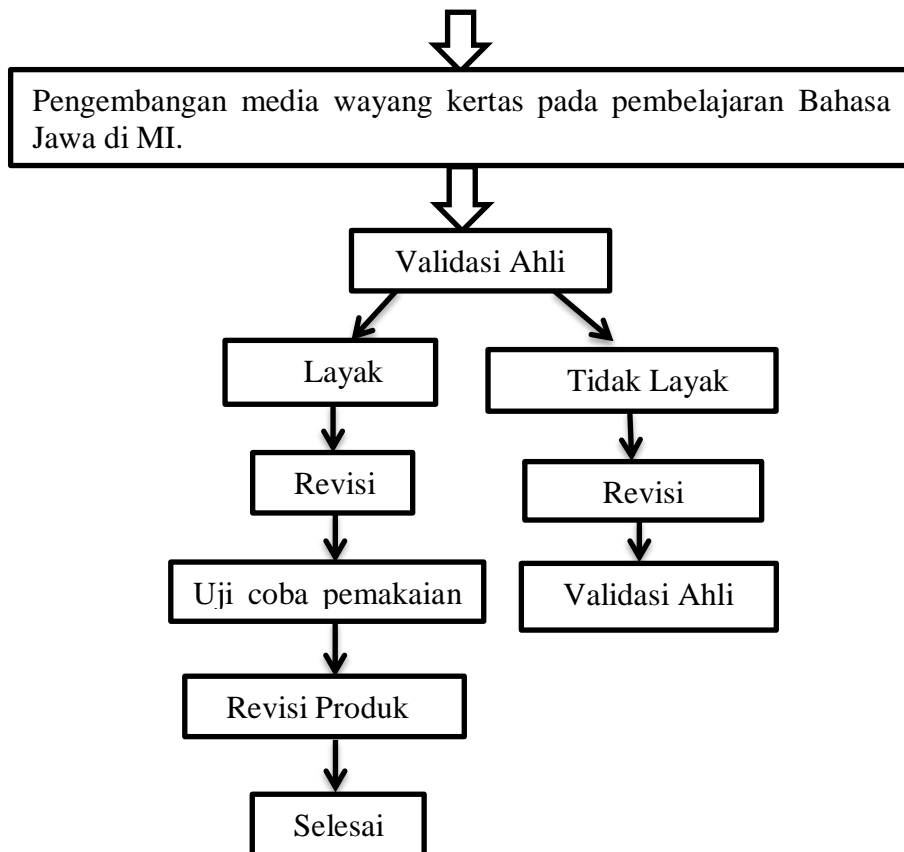 Pengembangan media wayang kertas pada pembelajaran Bahasa
Jawa di MI.
Validasi Ahli
Layak
Tidak Layak
Revisi
Revisi
Uji coba pemakaian
Validasi Ahli
Revisi Produk
Selesai